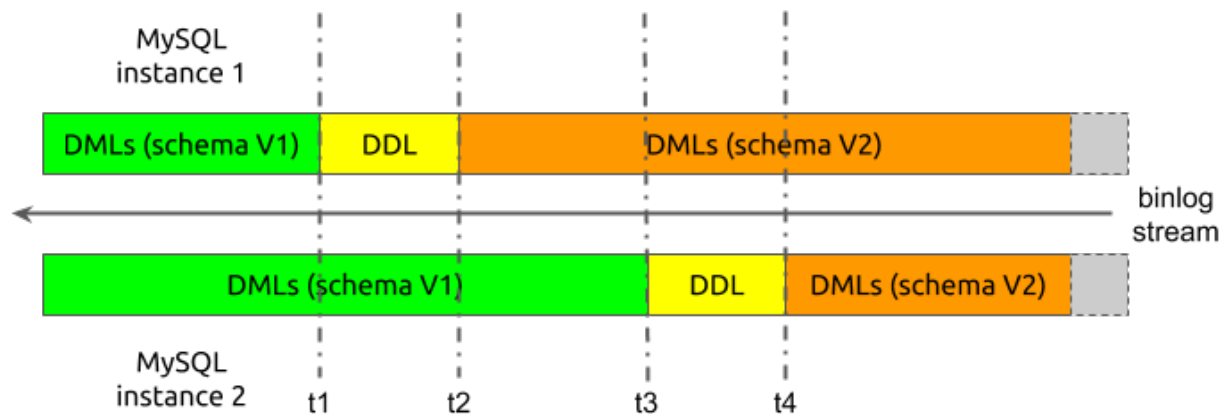 MySQL
instance 1
DMLs (schema V1)
DDL
DMLs (schema V2)
binlog
stream
DMLs (schema V1)
DDL
DMLs (schema V2)
MySQL
instance 2
t1
t2
t3
t4